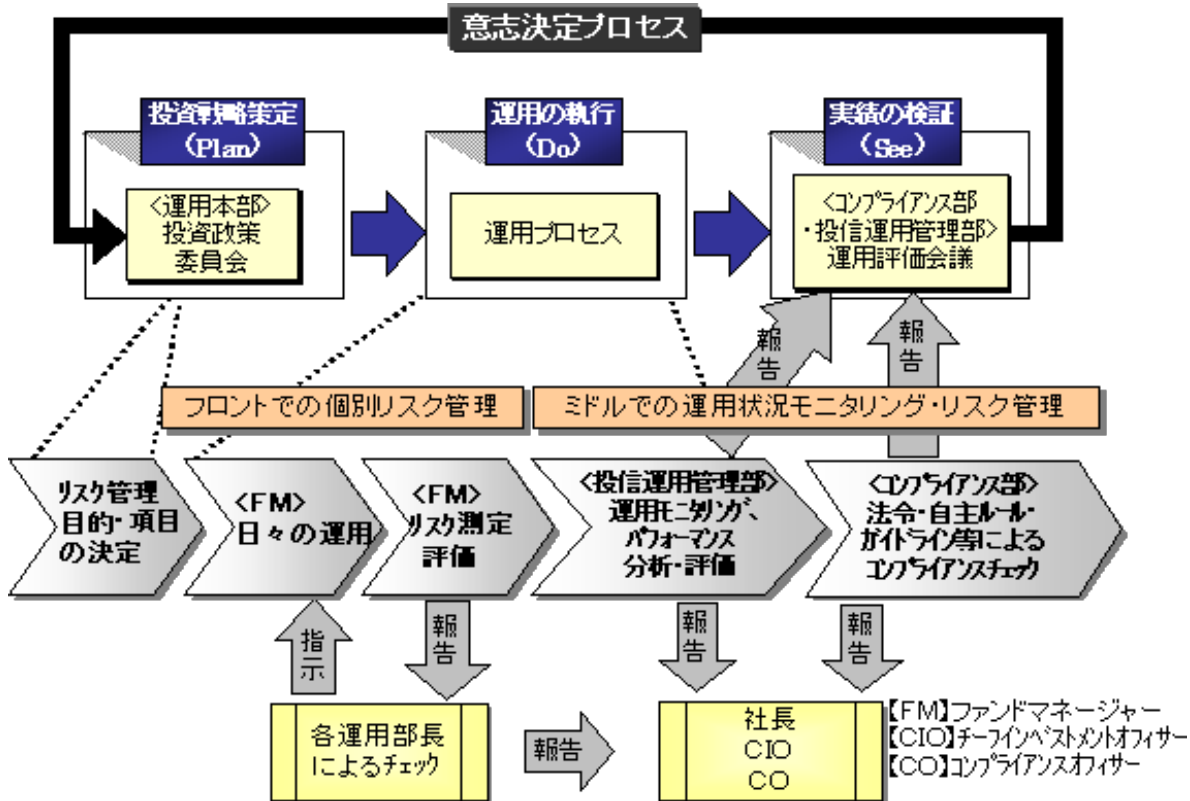 意志決定プロセス
投資戦略策定
(Plan)
運用の執行
(Do)
実績の検証
(See)
<運用本部>
投資政策
委員会
運用プロセス
<コンプライアンス部
・投信運用管理部>
運用評価会議
報告
報告
フロントでの個別リスク管理
ミドルでの運用状況モニタリング・リスク管理
リスク管理
目的・項目
の決定
<FM>
日々の運用
<FM>
リスク測定
評価
<投信運用管理部>
運用モニタリング、
パフォーマンス
分析・評価
<コンプライアンス部>
法令・自主ルール・
ガイドライン等による
コンプライアンスチェック
指示
報告
報告
報告
各運用部長
によるチェック
報告
社長
CIO
CO
【FM】ファンドマネージャー
【CIO】チーフインベストメントオフィサー
【CO】コンプライアンスオフィサー